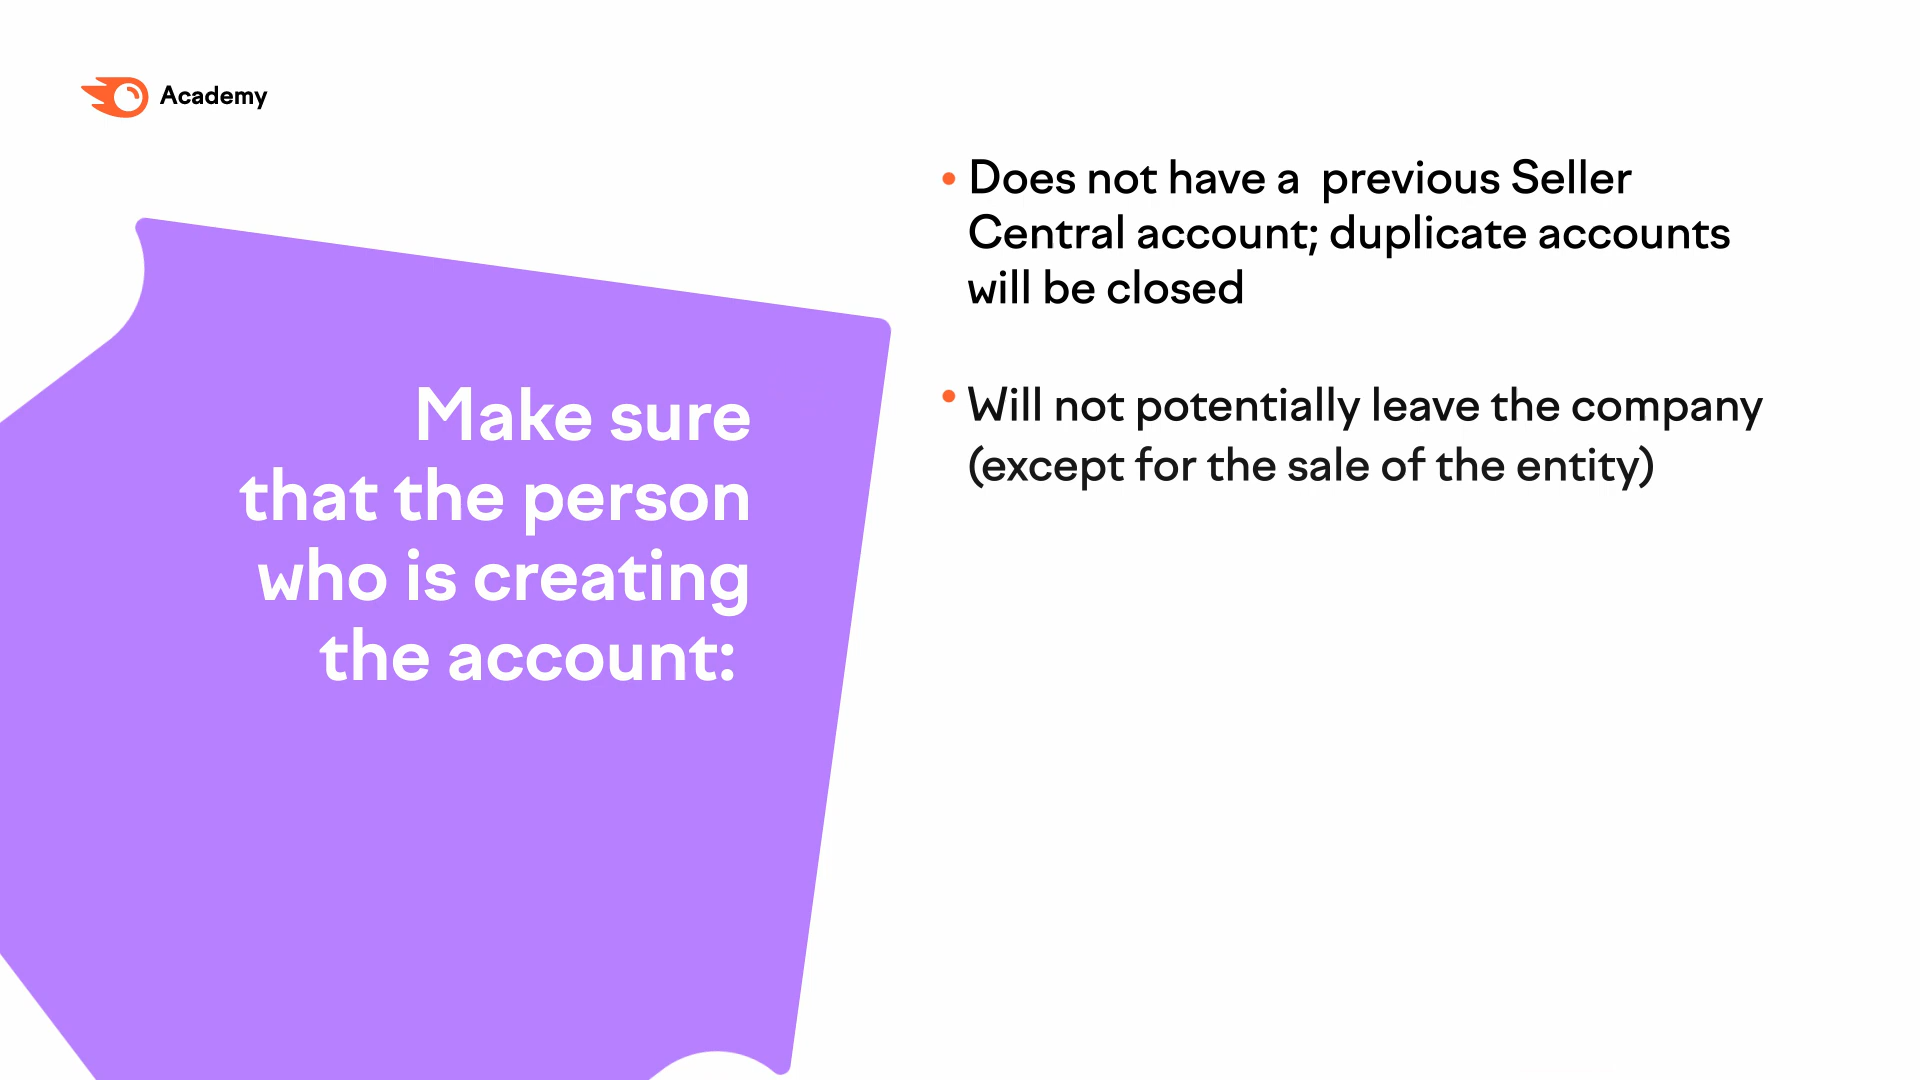 Academy
Make sure
that the person
who is creating
the account:
• Does not have a  previous Seller
Central account; duplicate accounts
will be closed
• Will not potentially leave the company
(except for the sale of the entity)